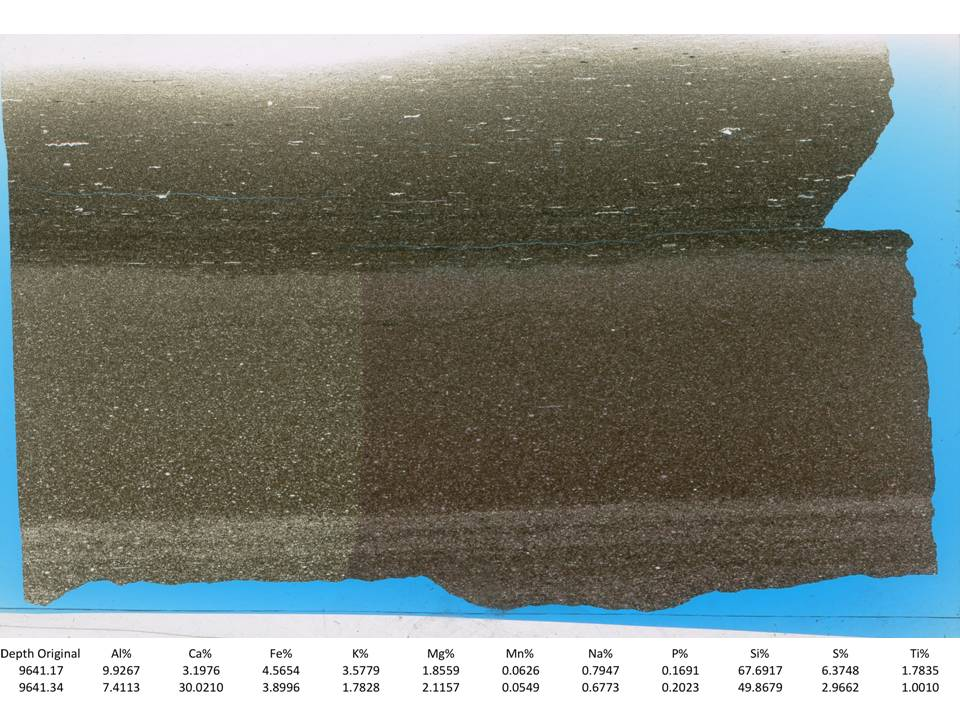 Depth Original Al% Ca% Fe% K% Mg% Mn% Na% P% Si% S% Ti%
9641.17 9.9267 3.1976 4.5654 3.5779 1.8559 0.0626 0.7947 0.1691 67.6917 6.3748 1.7835
9641.34 7.4113 30.0210 3.8996 1.7828 2.1157 0.0549 0.6773 0.2023 49.8679 2.9662 1.0010